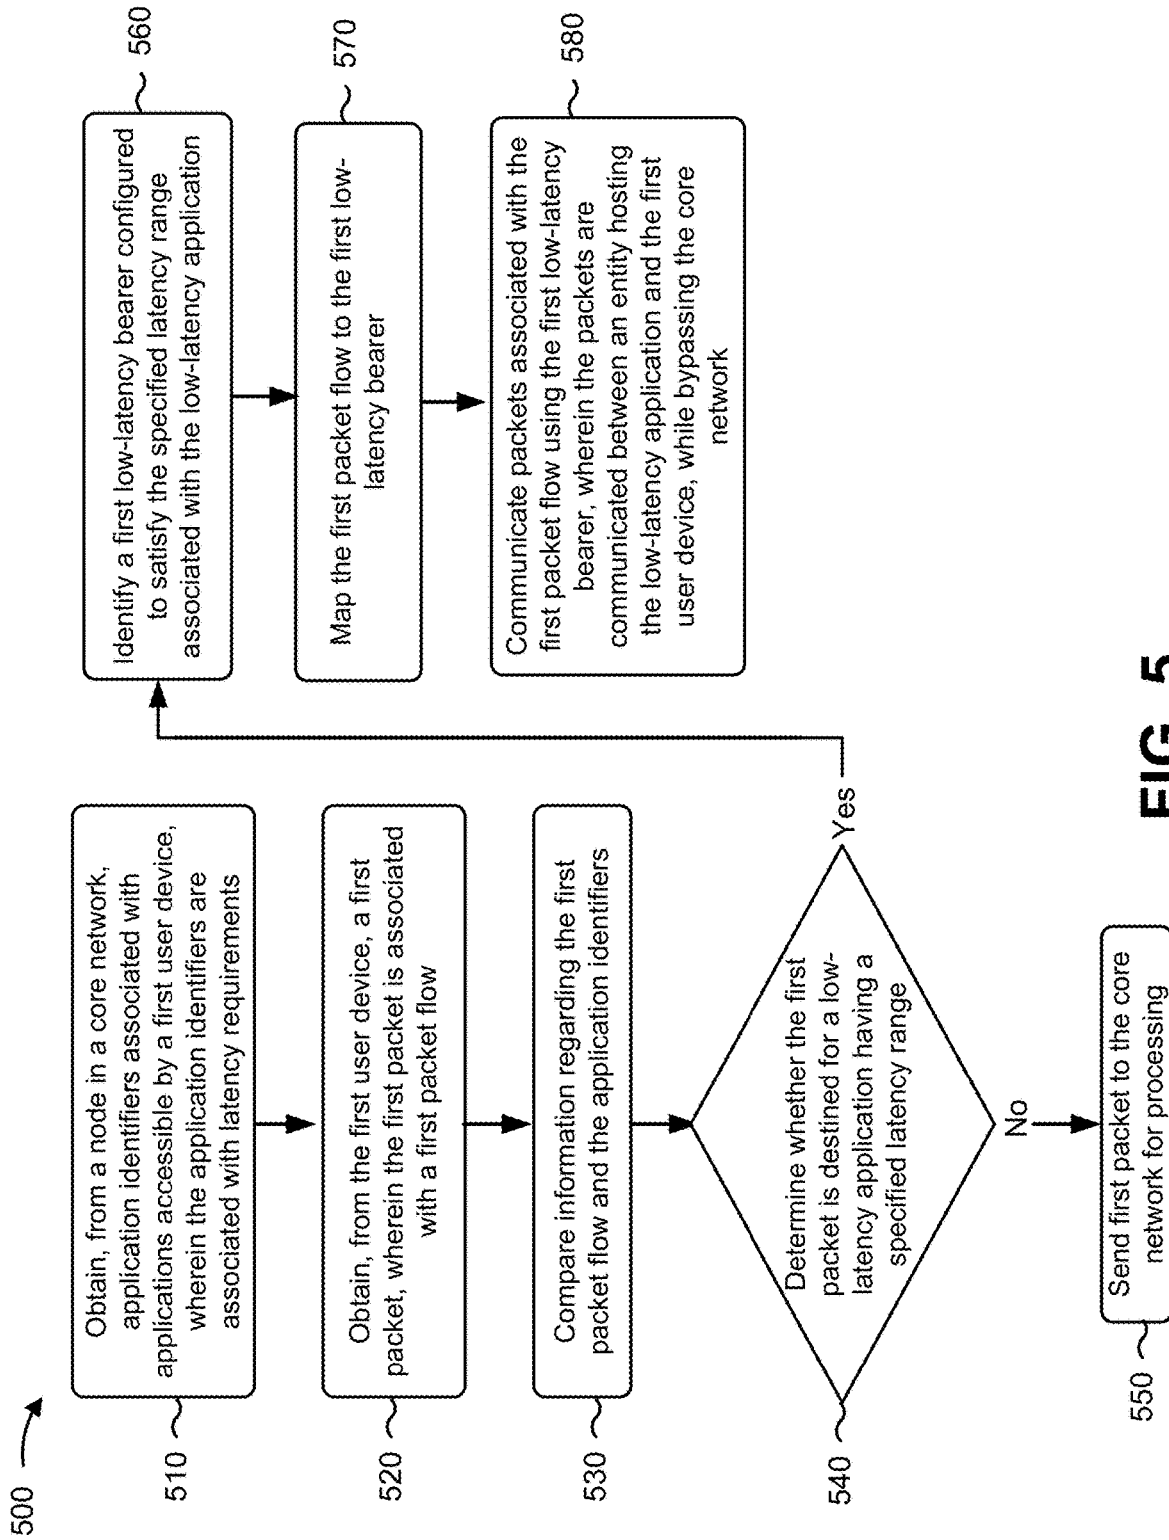 500
510
Obtain, from a node in a core network,
application identifiers associated with
applications accessible by a first user device,
wherein the application identifiers are
associated with latency requirements
520
Obtain, from the first user device, a first
packet, wherein the first packet is associated
with a first packet flow
530
Compare information regarding the first
packet flow and the application identifiers
540
Determine whether the first
packet is destined for a low-
latency application having a
specified latency range
Yes
No
550
Send first packet to the core
network for processing
560
Identify a first low-latency bearer configured
to satisfy the specified latency range
associated with the low-latency application
570
Map the first packet flow to the first low-
latency bearer
580
Communicate packets associated with the
first packet flow using the first low-latency
bearer, wherein the packets are
communicated between an entity hosting
the low-latency application and the first
user device, while bypassing the core
network
FIG. 5